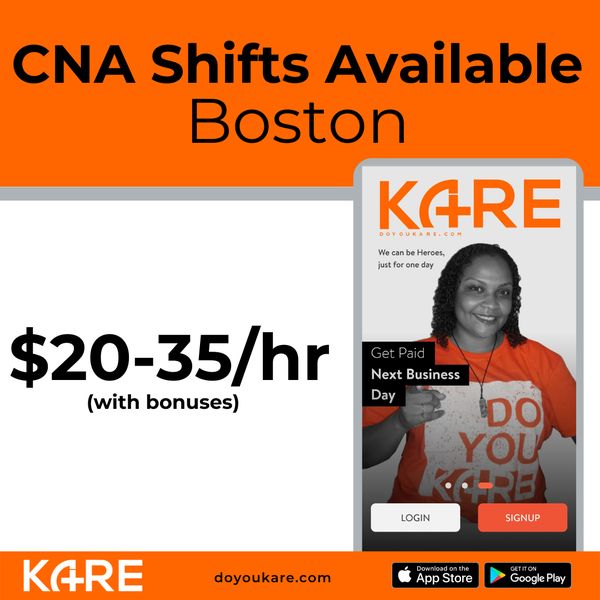 CNA Shifts Available
Boston
$20-35/hr
(with bonuses)
KARE
DOYOUKARE.COM
We can be Heroes,
just for one day
Get Paid
Next Business
Day
DO
YOU
KARE
LOGIN
SIGNUP
KARE
doyoukare.com
Download on the
App Store
GET IT ON
Google Play